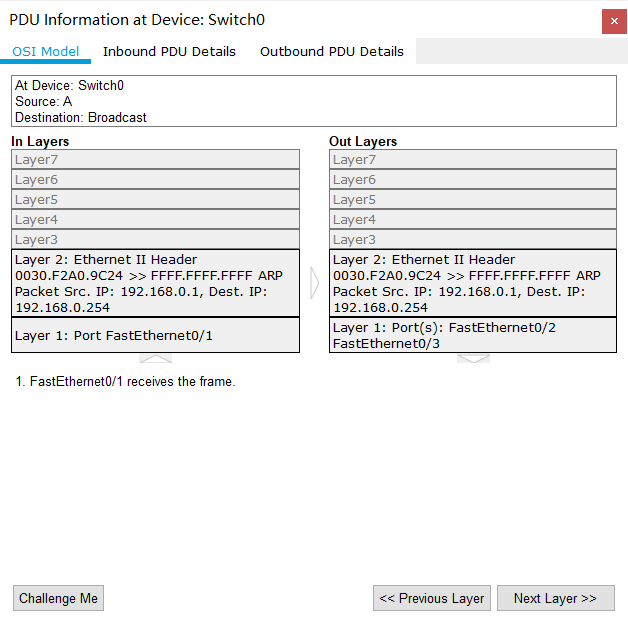 PDU Information at Device: Switch0
×
OSI Model Inbound PDU Details Outbound PDU Details
At Device: Switch0
Source: A
Destination: Broadcast
In Layers
Layer7
Layer6
Layer5
Layer4
Layer3
Layer 2: Ethernet II Header
0030.F2A0.9C24 >> FFFF.FFFF.FFFF ARP
Packet Src. IP: 192.168.0.1, Dest. IP:
192.168.0.254
Layer 1: Port FastEthernet0/1
Out Layers
Layer7
Layer6
Layer5
Layer4
Layer3
Layer 2: Ethernet II Header
0030.F2A0.9C24 >> FFFF.FFFF.FFFF ARP
Packet Src. IP: 192.168.0.1, Dest. IP:
192.168.0.254
Layer 1: Port(s): FastEthernet0/2
FastEthernet0/3
1. FastEthernet0/1 receives the frame.
Challenge Me
<< Previous Layer
Next Layer >>